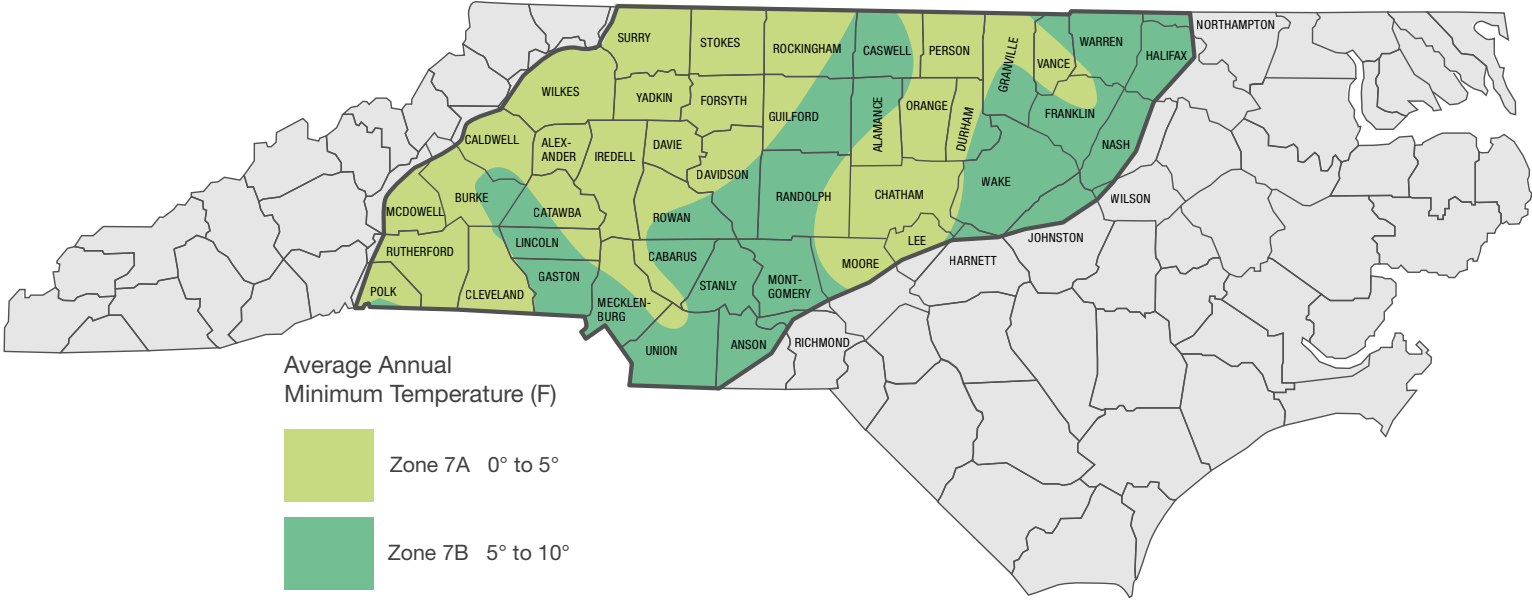 NORTHAMPTON
SURRY
STOKES
ROCKINGHAM
CASWELL
PERSON
GRANVILLE
VANCE
WARREN
HALIFAX
WILKES
YADKIN
FORSYTH
GUILFORD
ALAMANCE
ORANGE
DURHAM
FRANKLIN
NASH
CALDWELL
ALEX-
ANDER
IREDELL
DAVIE
DAVIDSON
RANDOLPH
CHATHAM
WAKE
WILSON
MCDOWELL
BURKE
CATAWBA
ROWAN
RUTHERFORD
LINCOLN
CABARUS
STANLY
MONT-
GOMERY
MOORE
LEE
HARNETT
JOHNSTON
POLK
CLEVELAND
GASTON
MECKLEN-
BURG
UNION
ANSON
RICHMOND
Average Annual
Minimum Temperature (F)
Zone 7A 0° to 5°
Zone 7B 5° to 10°